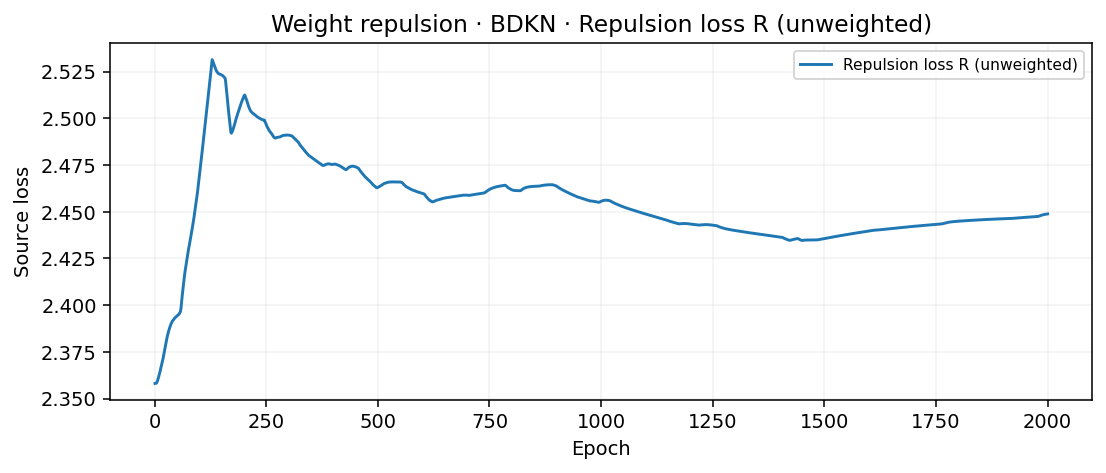 Weight repulsion · BDKN · Repulsion loss R (unweighted)
Repulsion loss R (unweighted)
Source loss
2.525
2.500
2.475
2.450
2.425
2.400
2.375
2.350
0 250 500 750 1000 1250 1500 1750 2000
Epoch